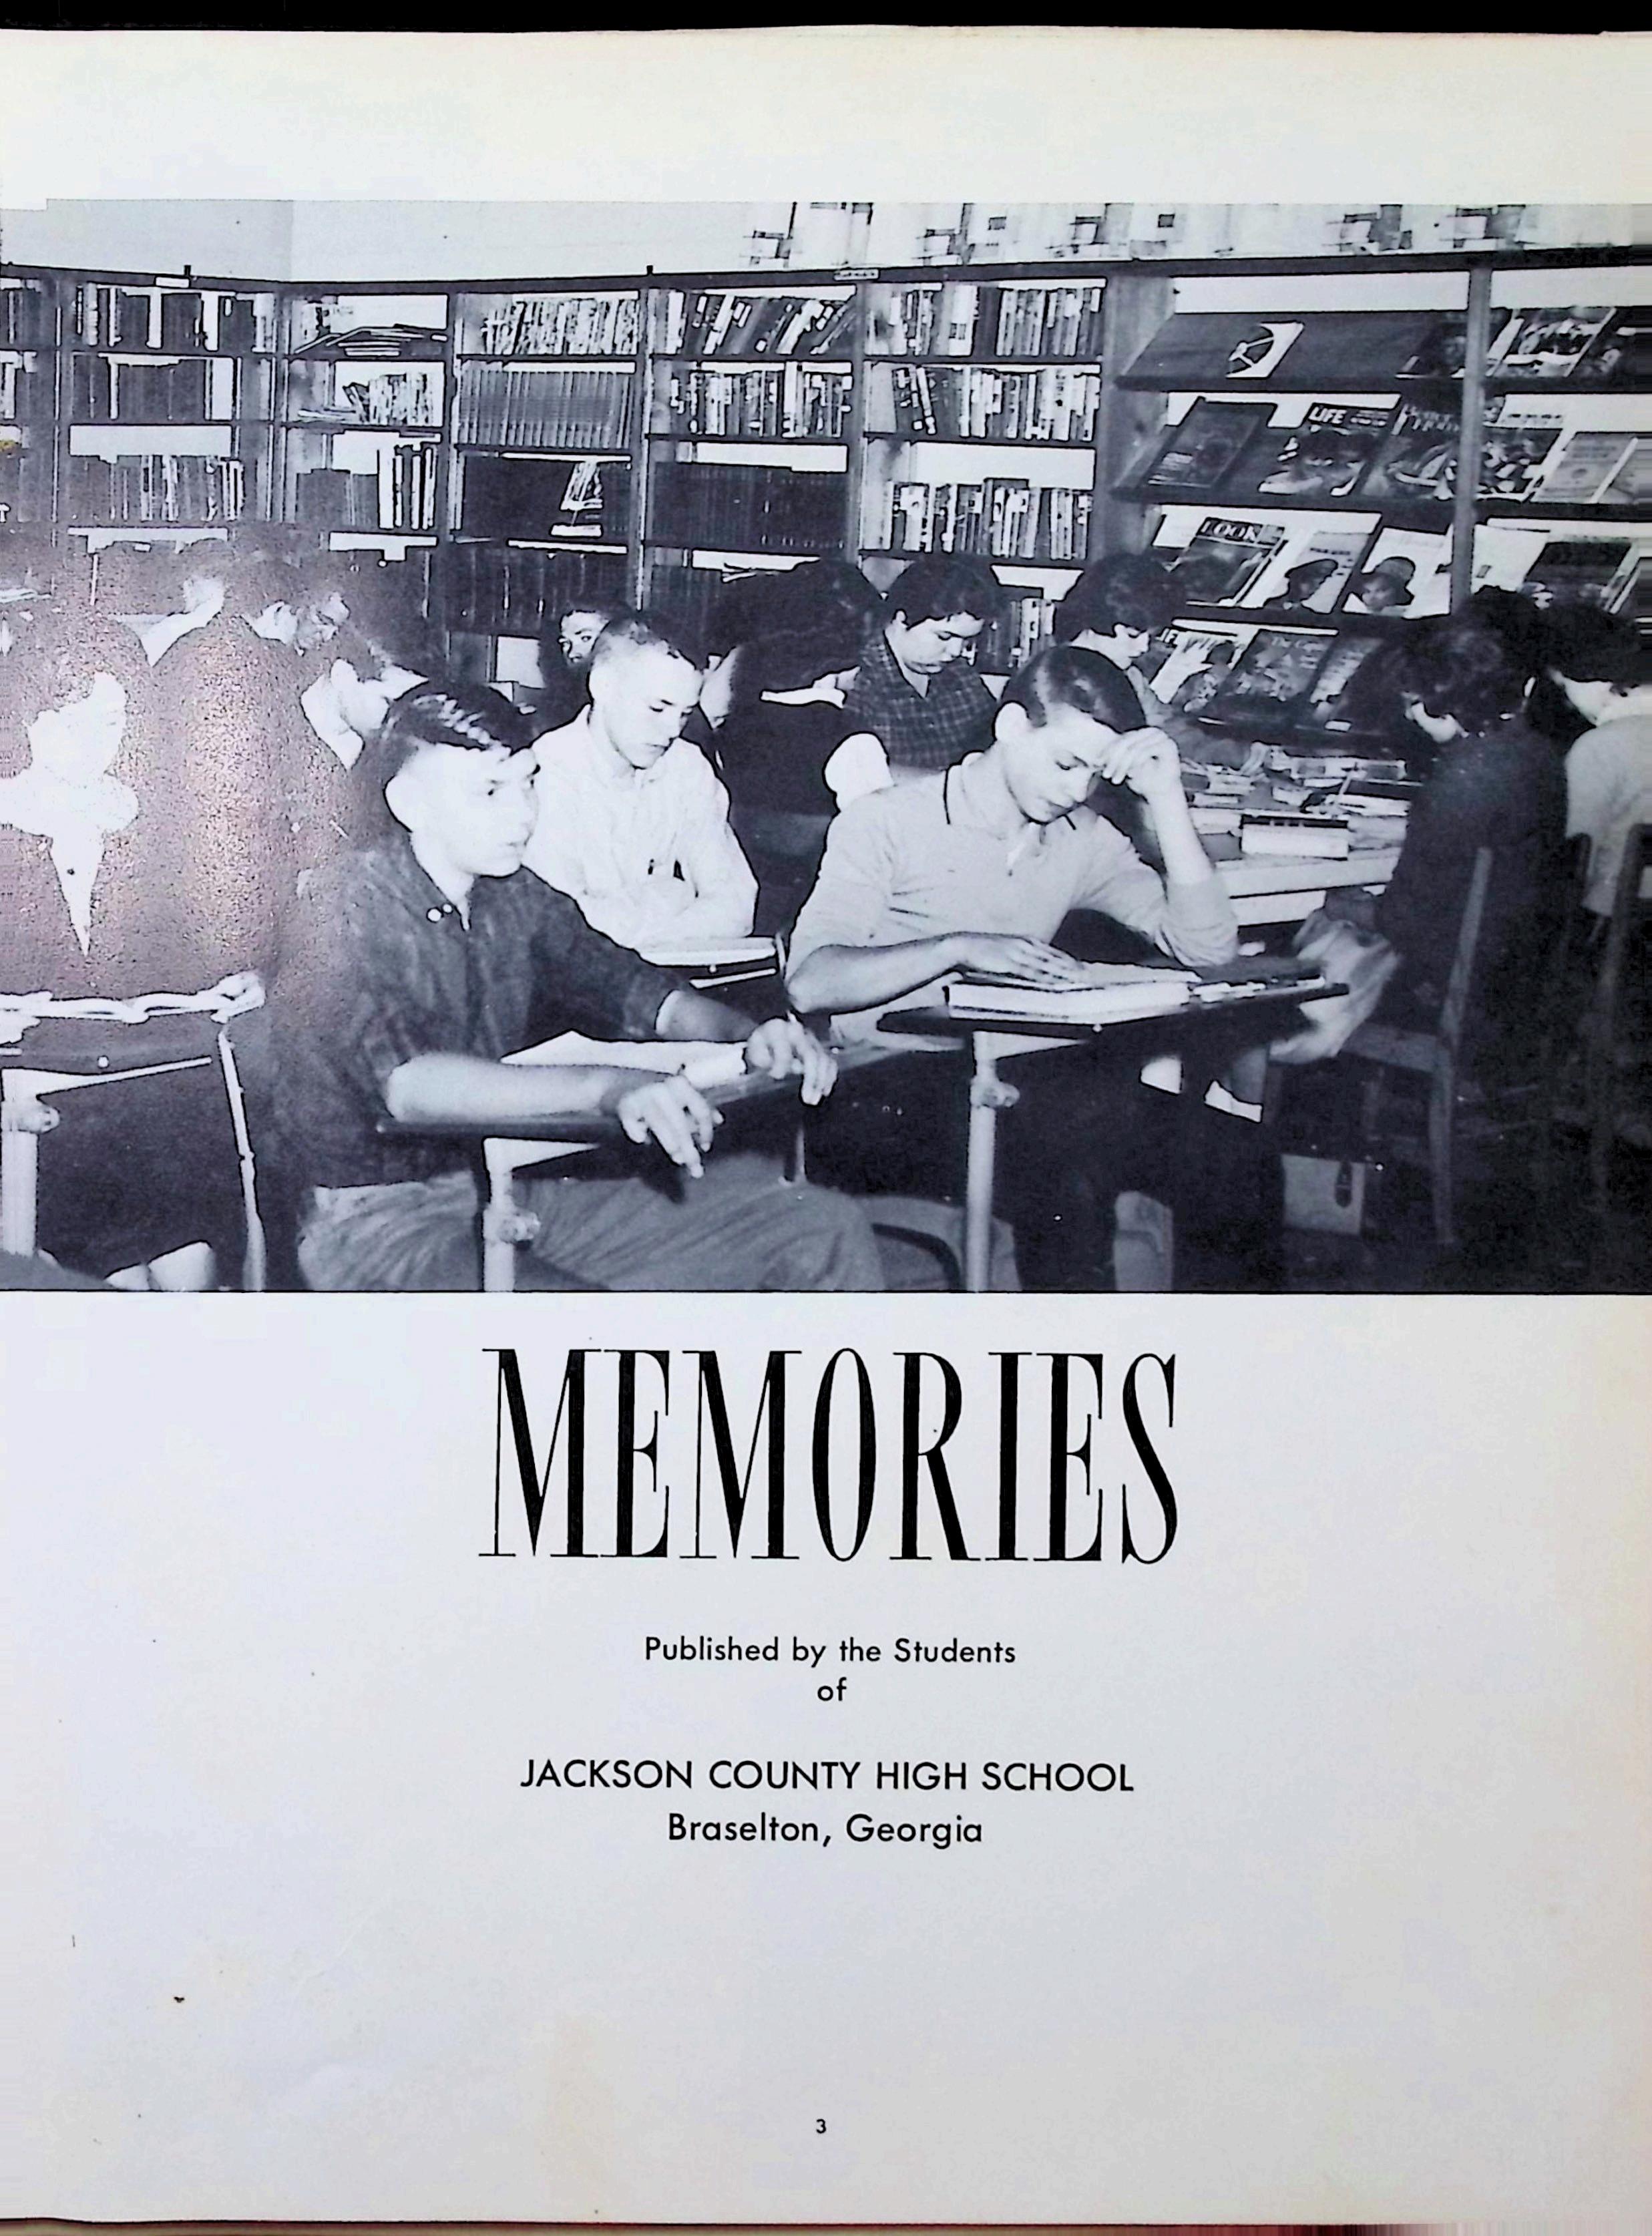 LIFE
LOOK
MEMORIES
Published by the Students
of
JACKSON COUNTY HIGH SCHOOL
Braselton, Georgia
3